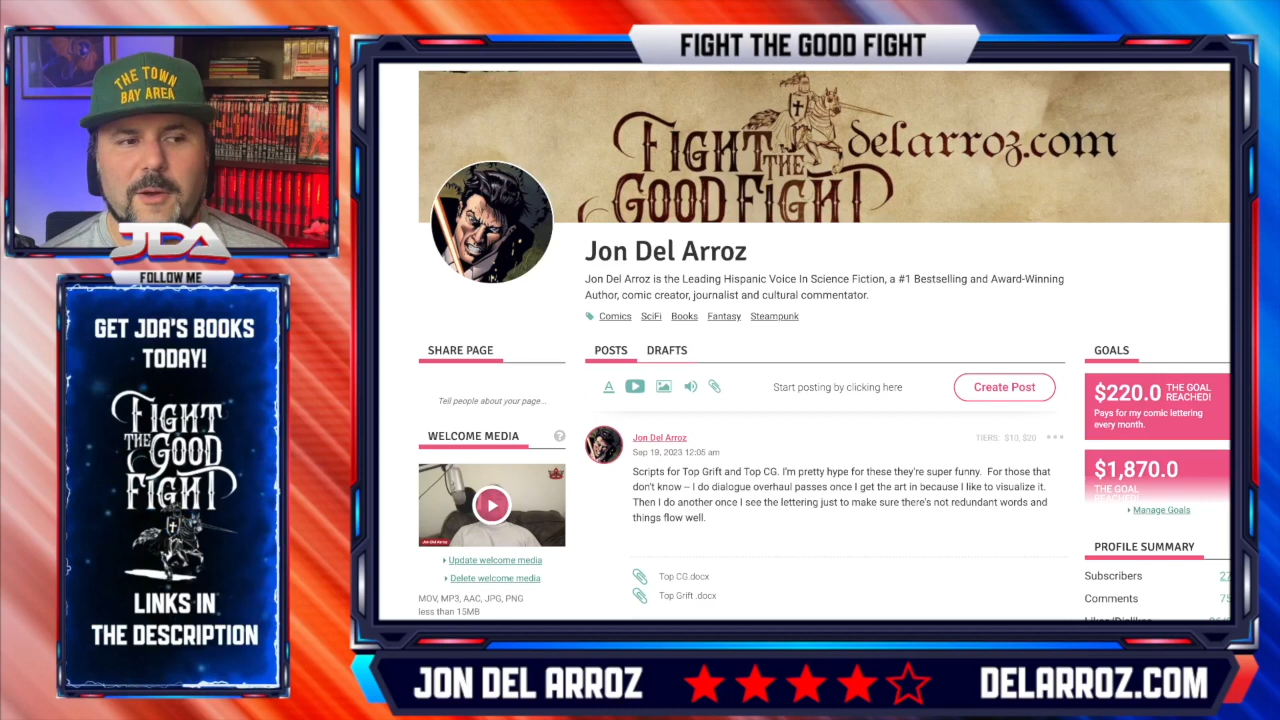 THE TOWN
BAY AREA
JDA
FOLLOW ME
GET JDA'S BOOKS
TODAY!
FIGHT
THE
GOOD
FIGHT
LINKS IN
THE DESCRIPTION
FIGHT THE GOOD FIGHT
FIGHT
THE
GOOD FIGHT
delarroz.com
Jon Del Arroz
Jon Del Arroz is the Leading Hispanic Voice In Science Fiction, a #1 Bestselling and Award-Winning
Author, comic creator, journalist and cultural commentator.
Comics SciFi Books Fantasy Steampunk
SHARE PAGE
Tell people about your page...
WELCOME MEDIA
?
Jon Del Arroz
Update welcome media
Delete welcome media
MOV, MP3, AAC, JPG, PNG
less than 15MB
POSTS DRAFTS
A
Start posting by clicking here
Create Post
Jon Del Arroz
TIERS: $10, $20
Sep 19, 2023 12:05 am
Scripts for Top Grift and Top CG. I'm pretty hype for these they're super funny. For those that
don't know -- I do dialogue overhaul passes once I get the art in because I like to visualize it.
Then I do another once I see the lettering just to make sure there's not redundant words and
things flow well.
Top CG.docx
Top Grift .docx
GOALS
$220.0 THE GOAL
REACHED!
Pays for my comic lettering
every month.
$1,870.0
THE GOAL
REACHED!
Manage Goals
PROFILE SUMMARY
Subscribers
Comments
JON DEL ARROZ
DELARROZ.COM